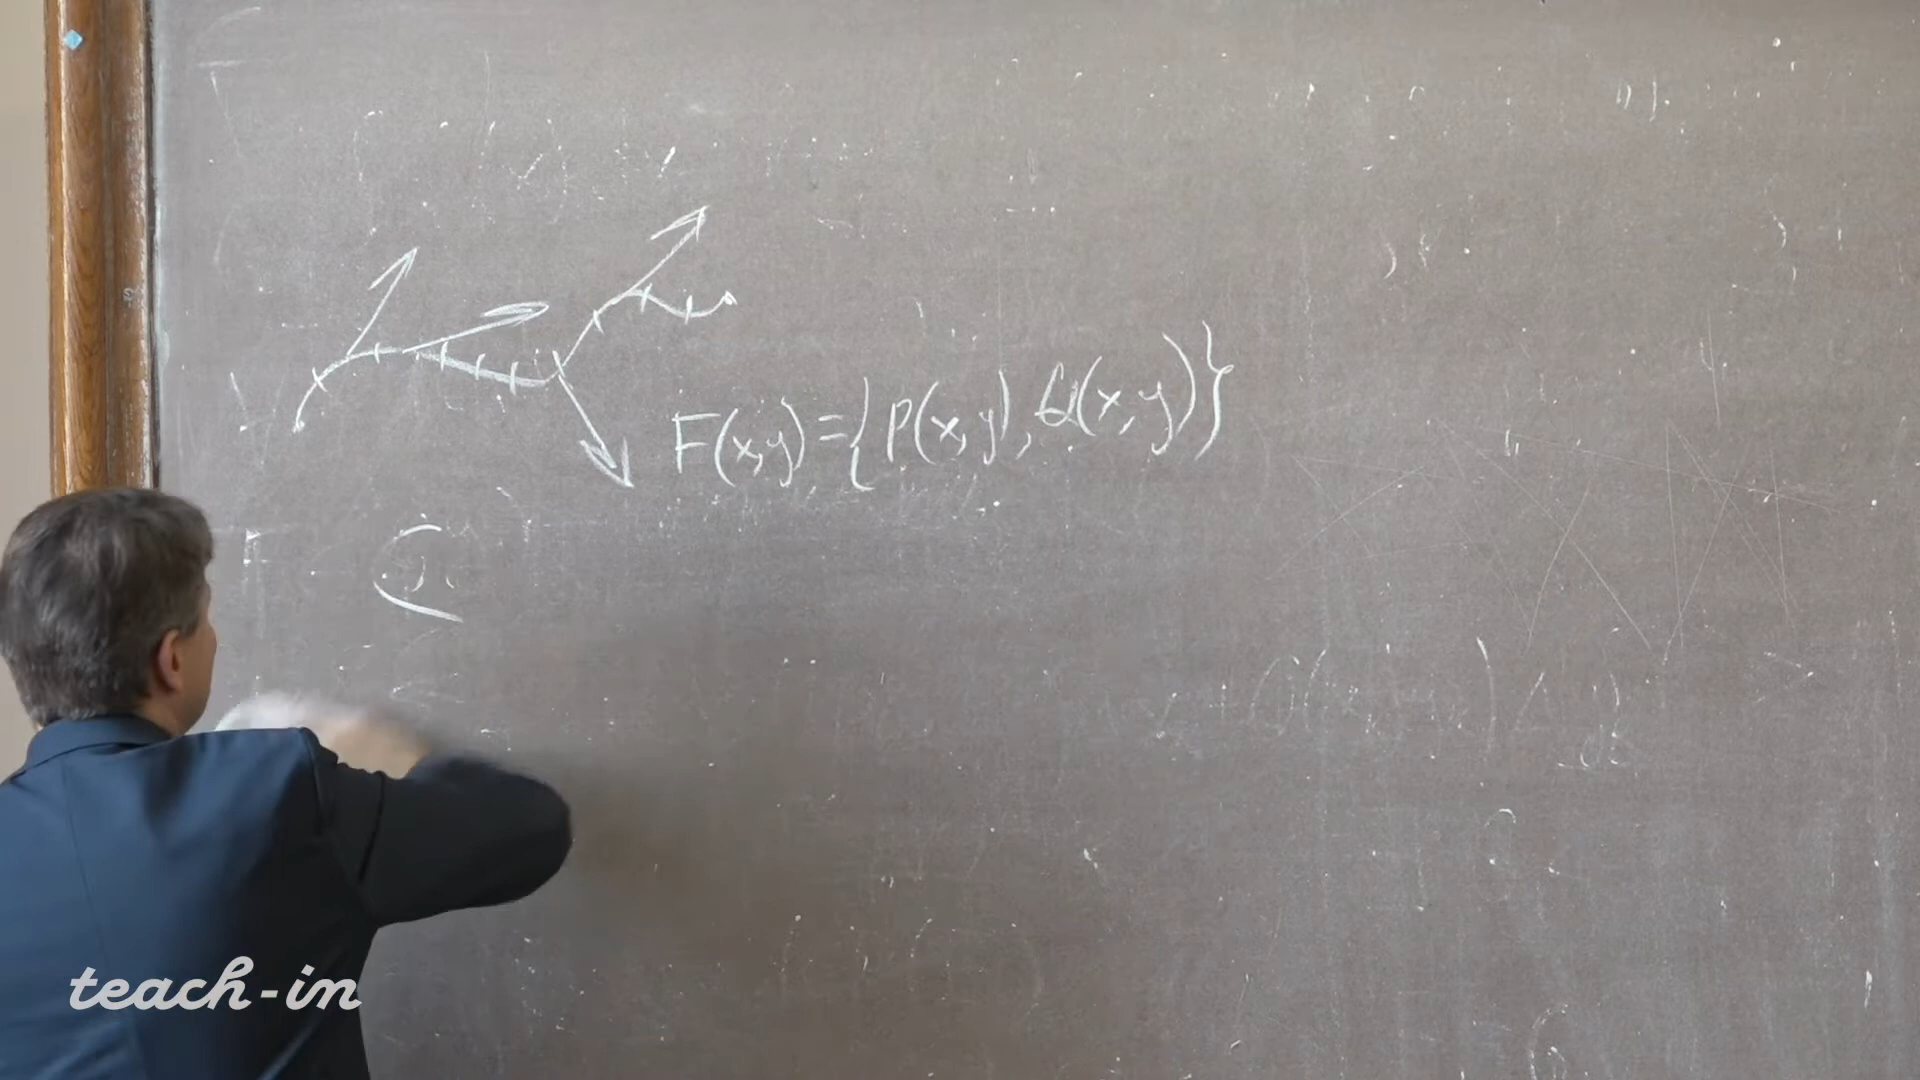 F(x,y) = {P(x,y), Q(x,y)}
teach-in